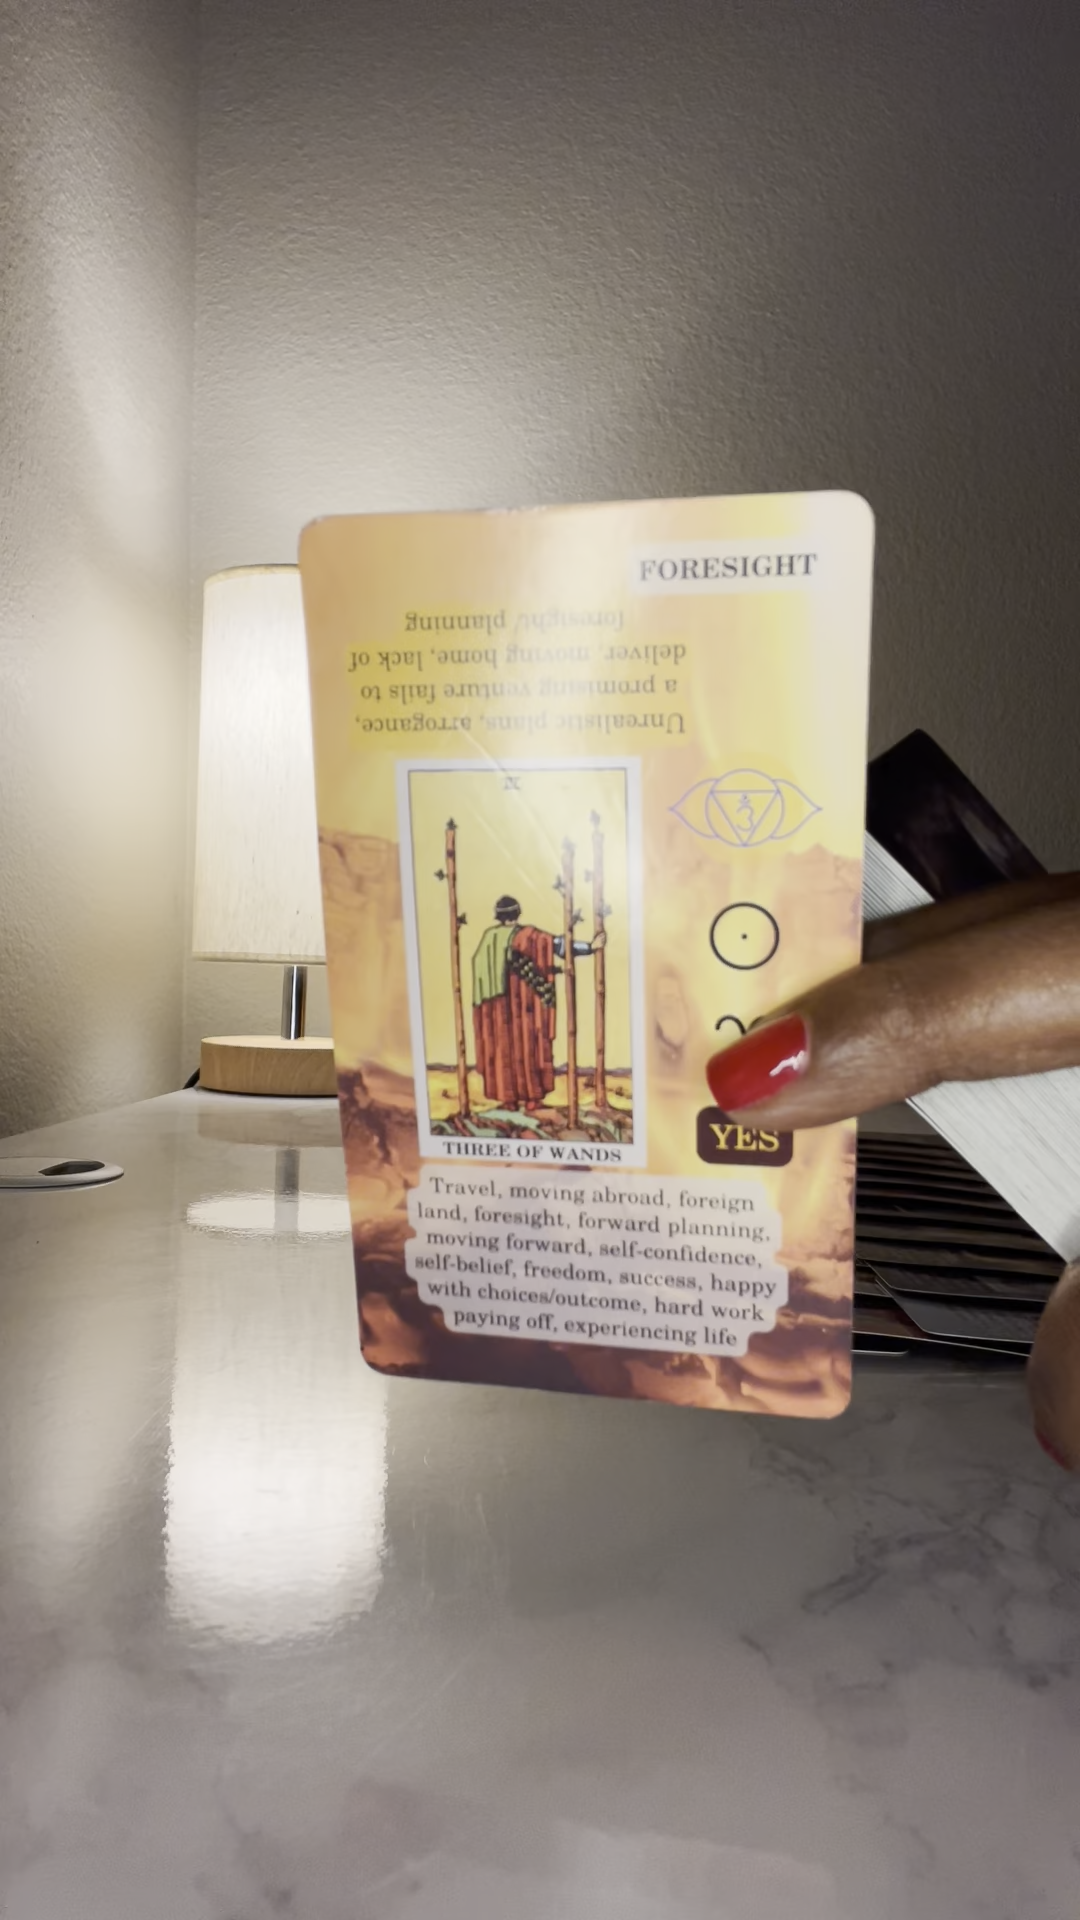 FORESIGHT
Unrealistic plans, arrogance,
a promising venture fails to
deliver, moving home, lack of
foresight/ planning
THREE OF WANDS
YES
Travel, moving abroad, foreign
land, foresight, forward planning,
moving forward, self-confidence,
self-belief, freedom, success, happy
with choices/outcome, hard work
paying off, experiencing life